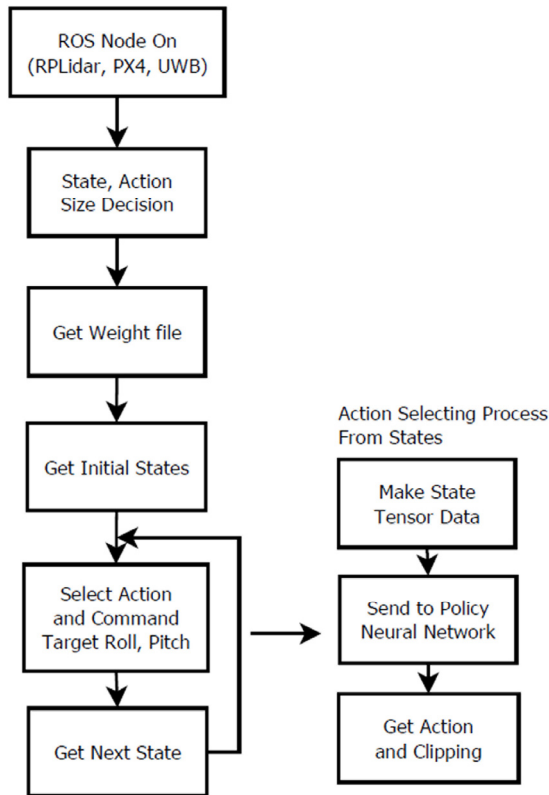 ROS Node On
(RPLidar, PX4, UWB)
State, Action
Size Decision
Get Weight file
Get Initial States
Select Action
and Command
Target Roll, Pitch
Get Next State
Action Selecting Process
From States
Make State
Tensor Data
Send to Policy
Neural Network
Get Action
and Clipping